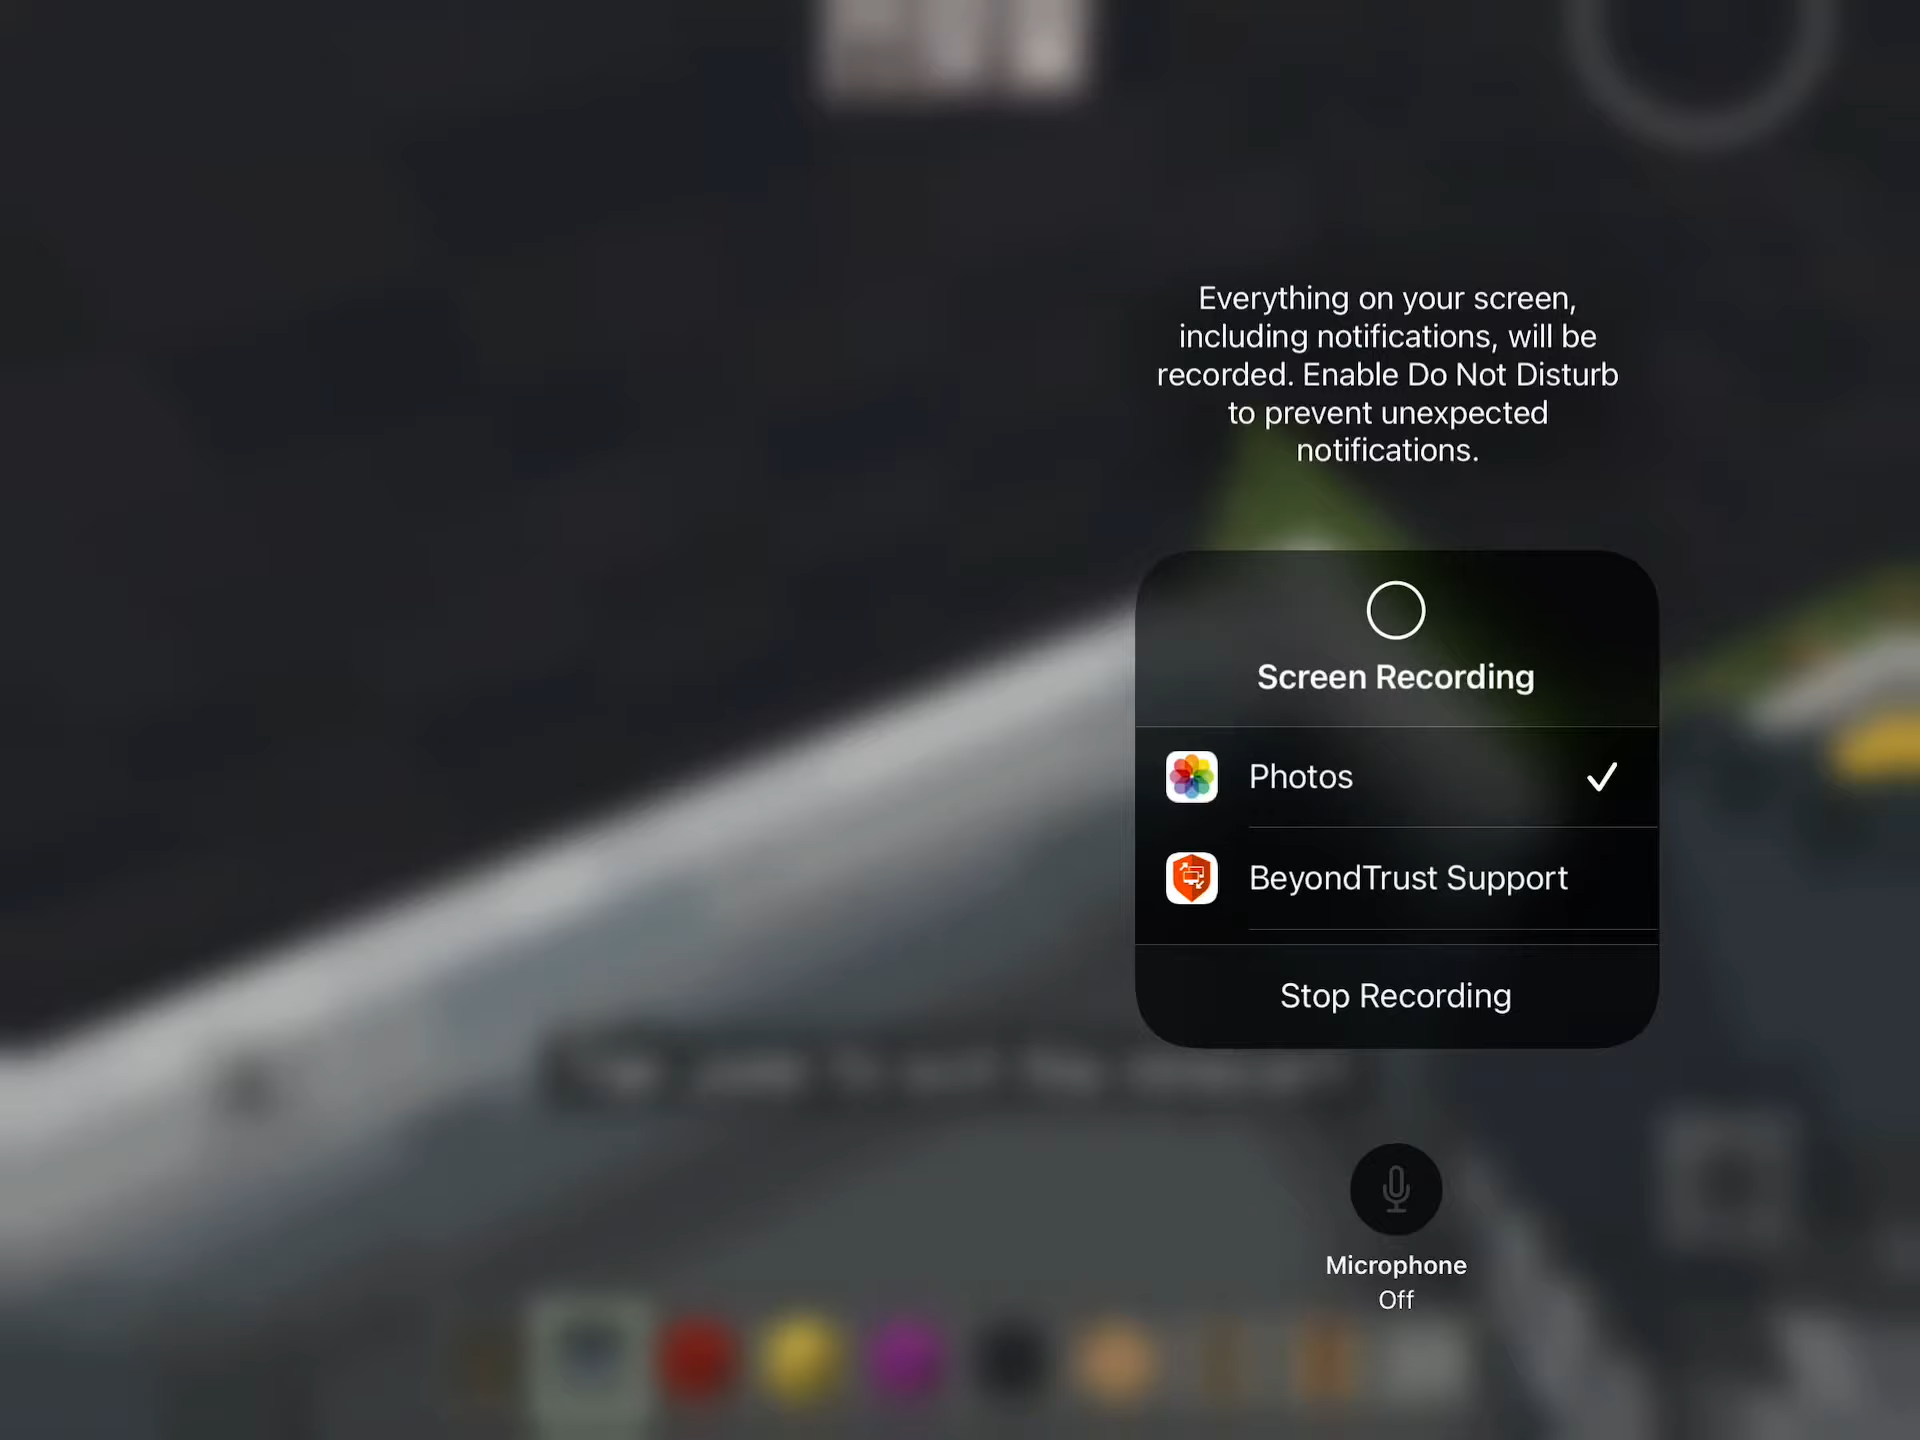 Everything on your screen,
including notifications, will be
recorded. Enable Do Not Disturb
to prevent unexpected
notifications.
Screen Recording
Photos
BeyondTrust Support
Stop Recording
Microphone
Off